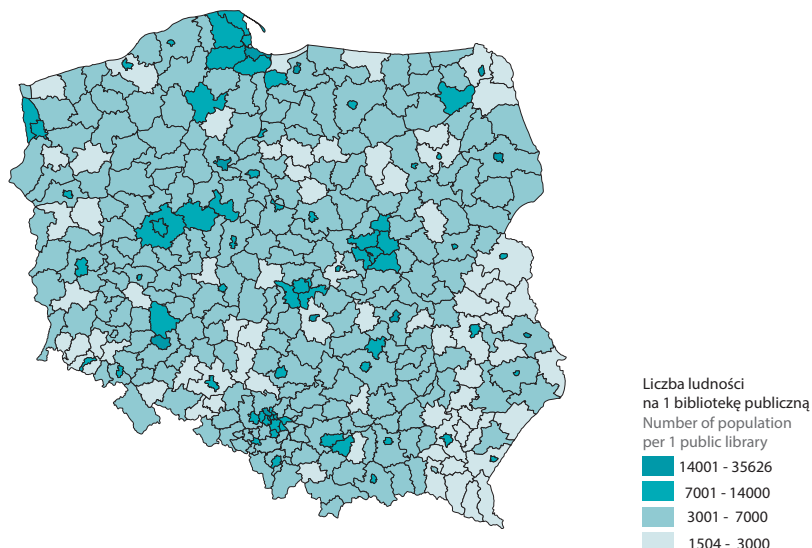 Liczba ludności
na 1 bibliotekę publiczną
Number of population
per 1 public library
14001 - 35626
7001 - 14000
3001 - 7000
1504 - 3000